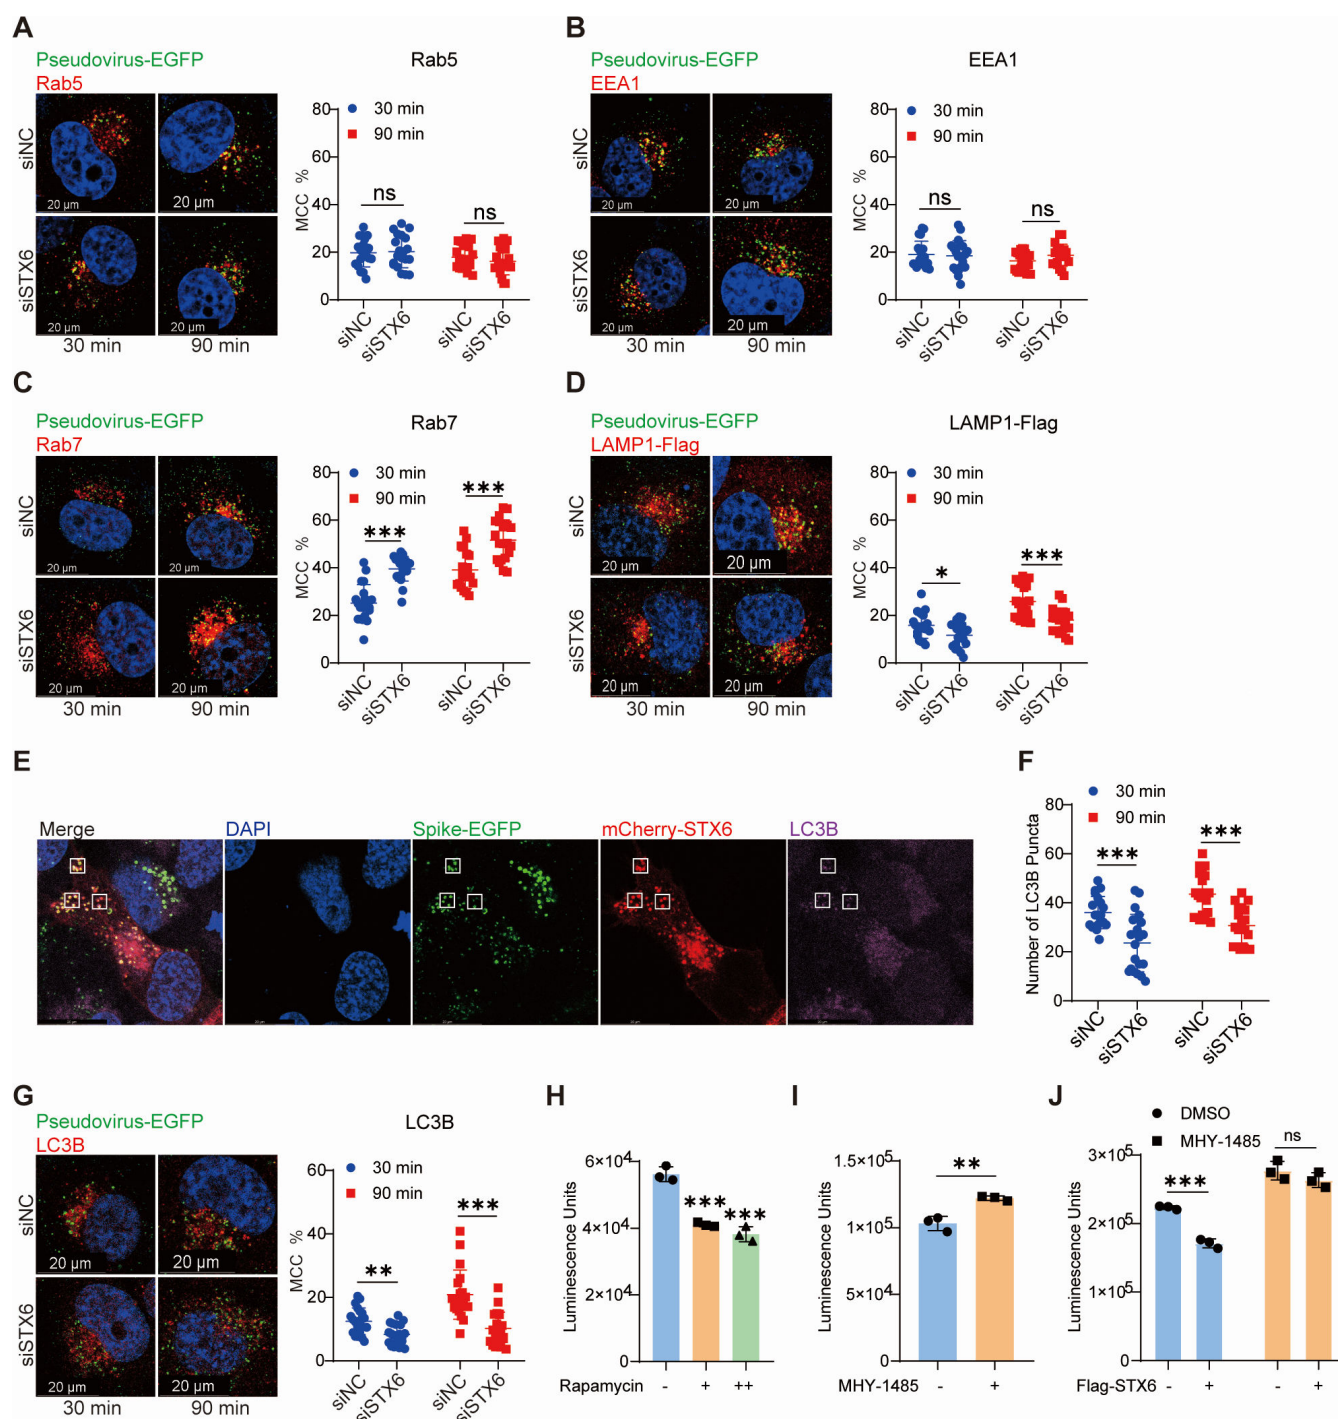 A
Pseudovirus-EGFP
Rab5
siNC
siSTX6
20 μm
20 μm
20 μm
20 μm
30 min
90 min
Rab5
30 min
90 min
MCC %
80
60
40
20
0
ns
ns
siNC
siSTX6
siNC
siSTX6
B
Pseudovirus-EGFP
EEA1
siNC
siSTX6
20 μm
20 μm
20 μm
20 μm
30 min
90 min
EEA1
30 min
90 min
MCC %
80
60
40
20
0
ns
ns
siNC
siSTX6
siNC
siSTX6
C
Pseudovirus-EGFP
Rab7
siNC
siSTX6
20 μm
20 μm
20 μm
20 μm
30 min
90 min
Rab7
30 min
90 min
MCC %
80
60
40
20
0
***
***
siNC
siSTX6
siNC
siSTX6
D
Pseudovirus-EGFP
LAMP1-Flag
siNC
siSTX6
20 μm
20 μm
20 μm
20 μm
30 min
90 min
LAMP1-Flag
30 min
90 min
MCC %
80
60
40
20
0
*
***
siNC
siSTX6
siNC
siSTX6
E
Merge
DAPI
Spike-EGFP
mCherry-STX6
LC3B
F
30 min
90 min
Number of LC3B Puncta
80
60
40
20
0
***
***
siNC
siSTX6
siNC
siSTX6
G
Pseudovirus-EGFP
LC3B
siNC
siSTX6
20 μm
20 μm
20 μm
20 μm
30 min
90 min
LC3B
30 min
90 min
MCC %
60
40
20
0
**
***
siNC
siSTX6
siNC
siSTX6
H
Luminescence Units
6×10⁴
4×10⁴
2×10⁴
0
***
***
Rapamycin - + ++
I
Luminescence Units
1.5×10⁵
1×10⁵
5×10⁴
0
**
MHY-1485 - +
J
DMSO
MHY-1485
Luminescence Units
3×10⁵
2×10⁵
1×10⁵
0
***
ns
Flag-STX6 - + - +